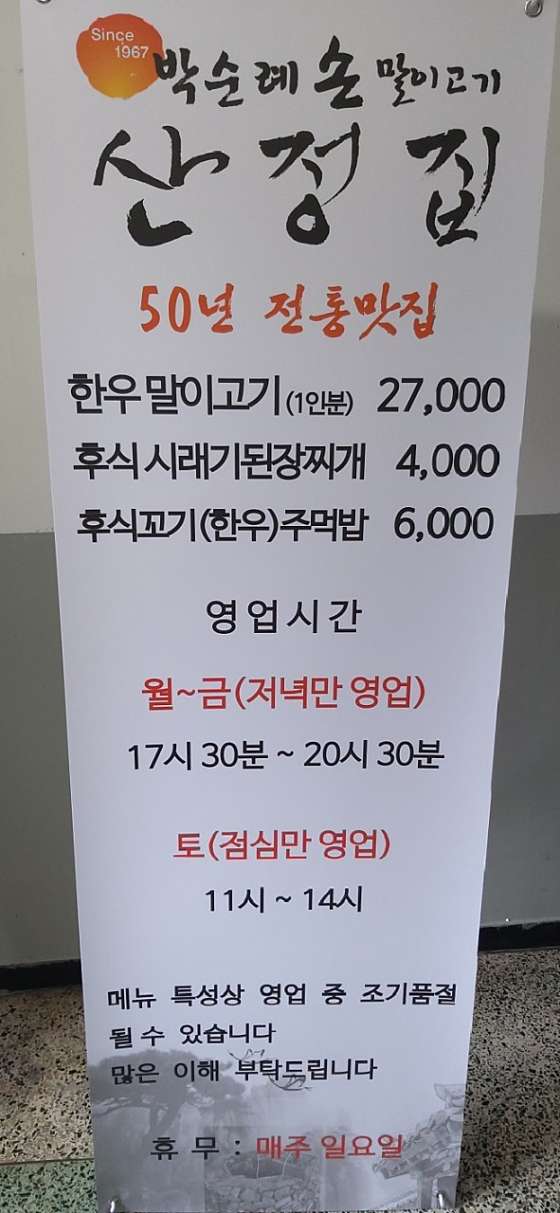 Since
1967
박순례 손 말이고기
산정집
50년 전통맛집
한우 말이고기 (1인분) 27,000
후식 시래기된장찌개 4,000
후식꼬기(한우)주먹밥 6,000
영업시간
월~금(저녁만 영업)
17시 30분 ~ 20시 30분
토(점심만 영업)
11시 ~ 14시
메뉴 특성상 영업 중 조기품절
될 수 있습니다
많은 이해 부탁드립니다
휴 무 : 매주 일요일